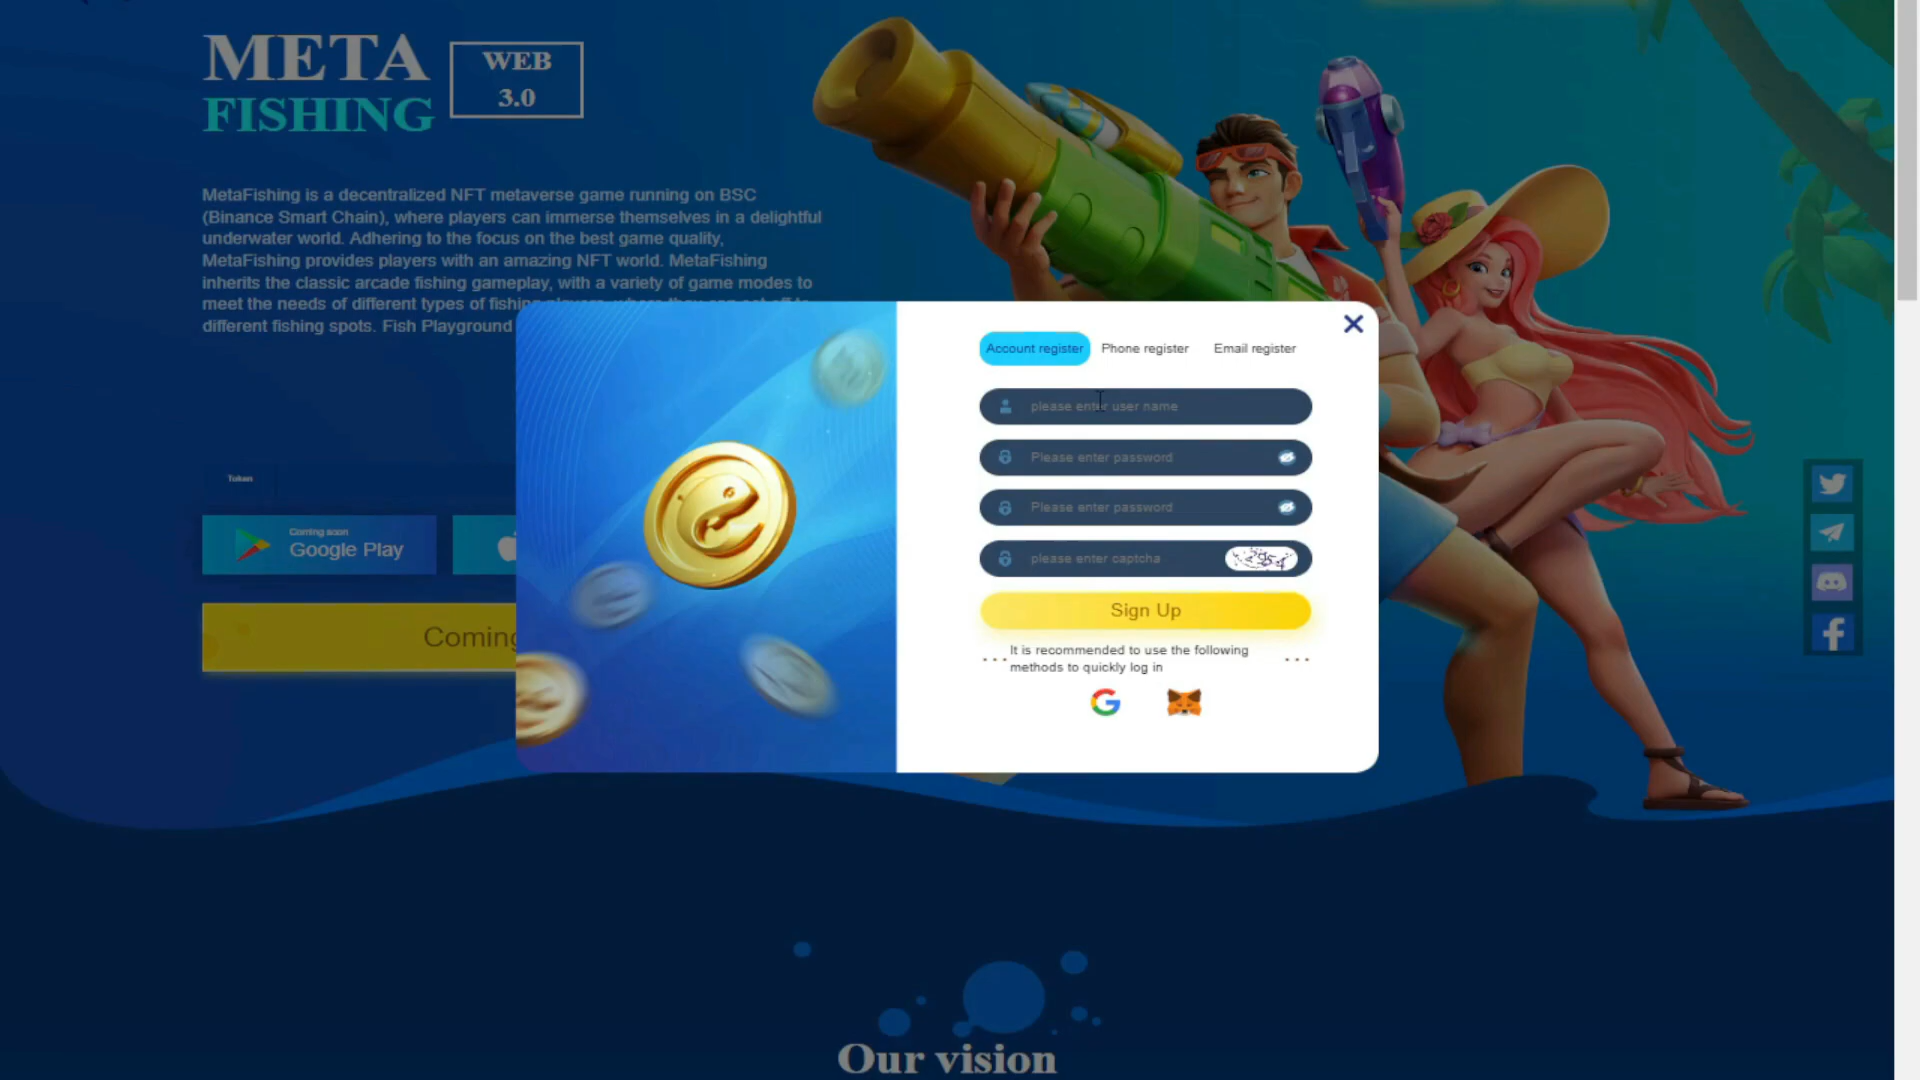 META
FISHING
WEB
3.0
MetaFishing is a decentralized NFT metaverse game running on BSC
(Binance Smart Chain), where players can immerse themselves in a delightful
underwater world. Adhering to the focus on the best game quality,
MetaFishing provides players with an amazing NFT world. MetaFishing
inherits the classic arcade fishing gameplay, with a variety of game modes to
meet the needs of different types of fishing
different fishing spots. Fish Playground
Token
Coming soon
Google Play
Coming
Account register
Phone register
Email register
please enter user name
Please enter password
Please enter password
please enter captcha
Sign Up
It is recommended to use the following
methods to quickly log in
Our vision